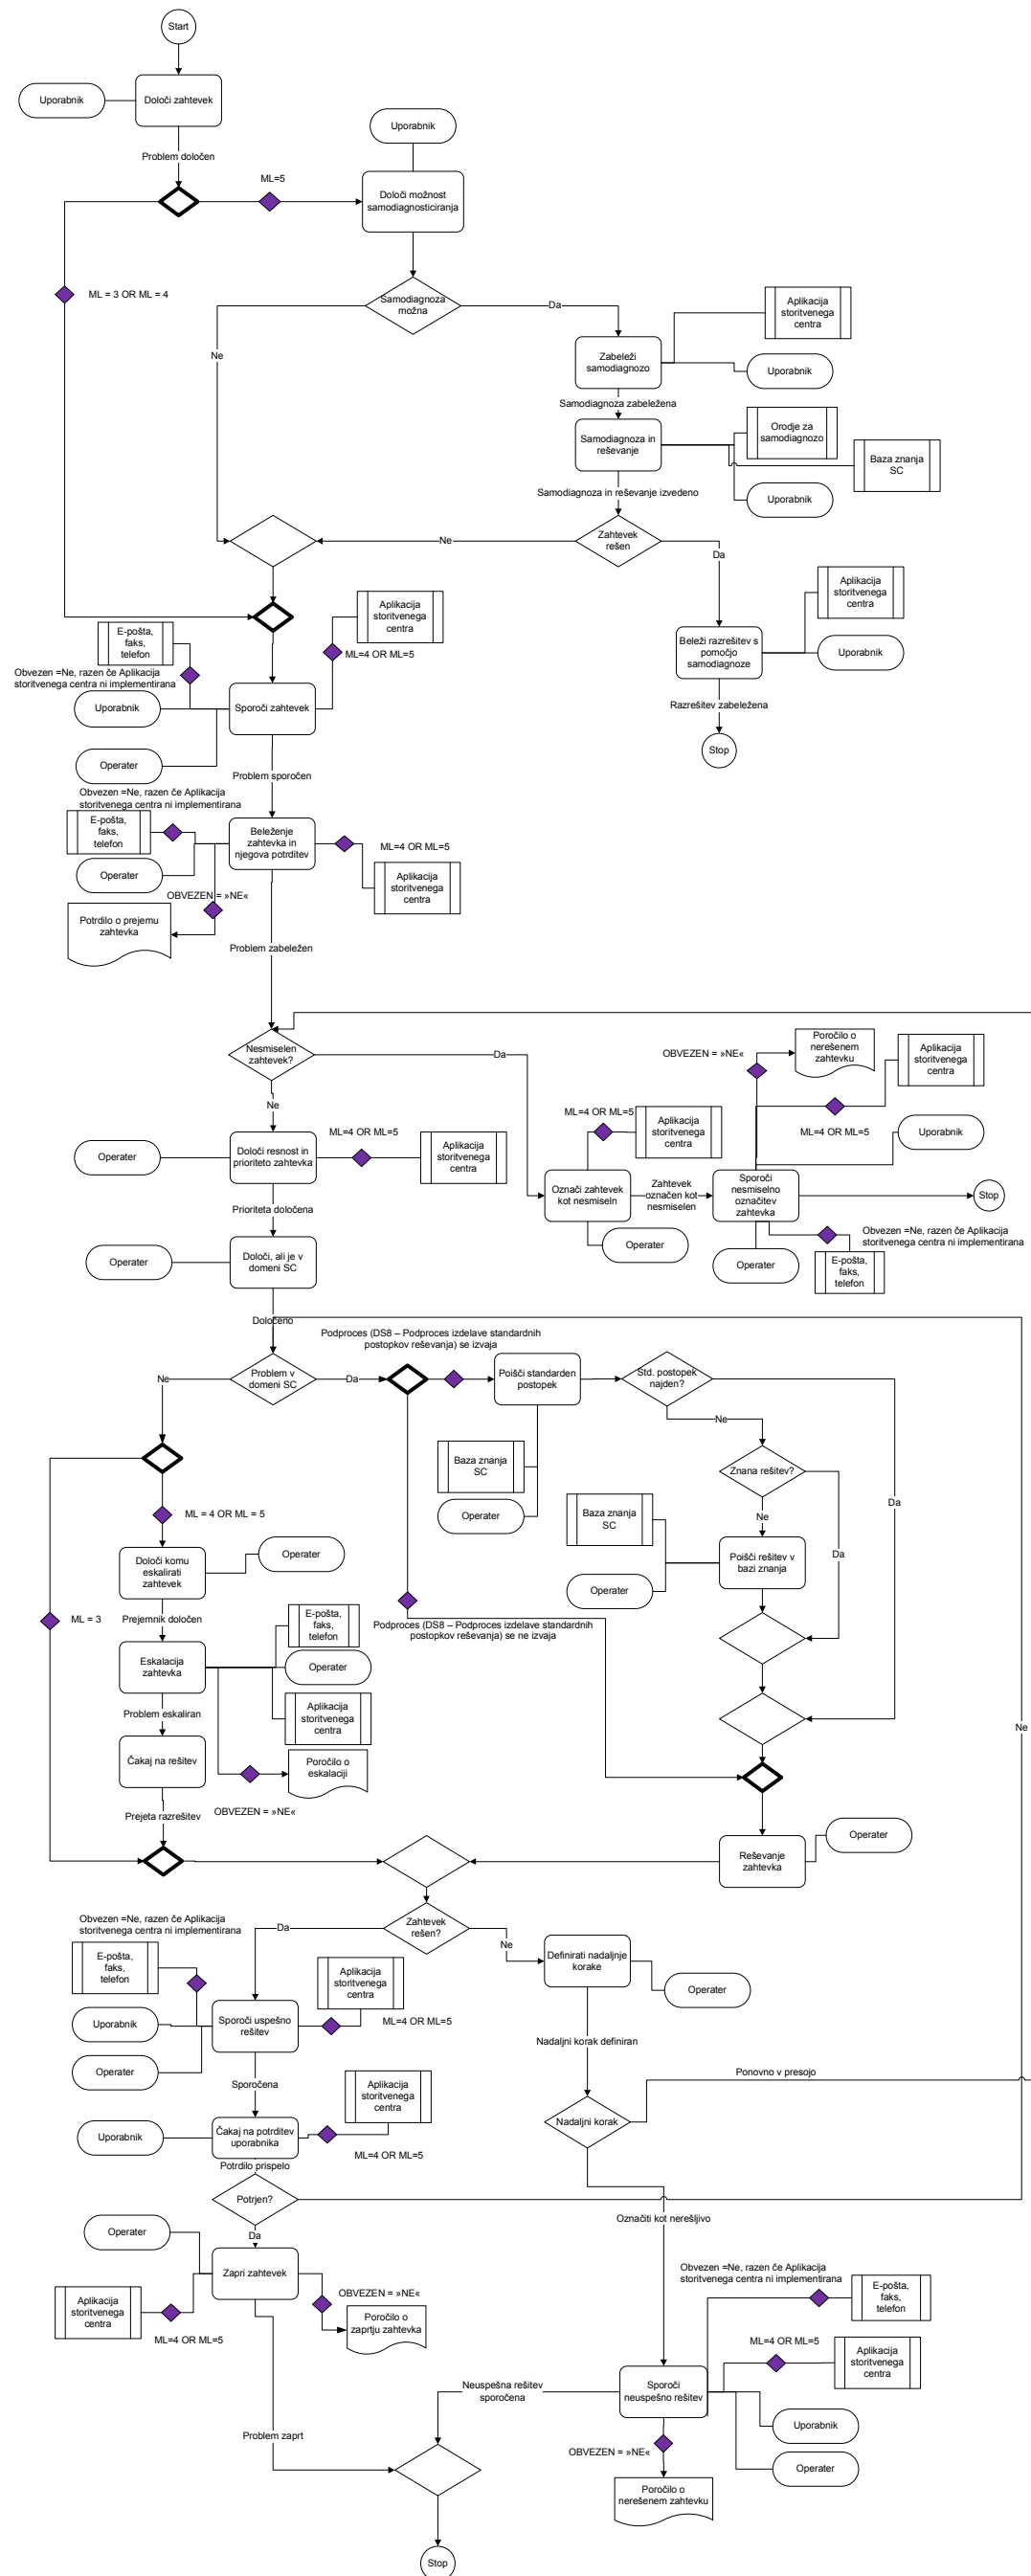 Start
Uporabnik
Določi zahtevek
Uporabnik
Problem določen
ML=5
Določi možnost
samodiagnosticiranja
ML = 3 OR ML = 4
Samodiagnoza
možna
Da
Ne
Aplikacija
storitvenega
centra
Zabeleži
samodiagnozo
Uporabnik
Samodiagnoza zabeležena
Orodje za
samodiagnozo
Samodiagnoza in
reševanje
Baza znanja
SC
Samodiagnoza in reševanje izvedeno
Uporabnik
Zahtevek
rešen
Ne
Da
Aplikacija
storitvenega
centra
Aplikacija
storitvenega
centra
E-pošta,
faks,
telefon
ML=4 OR ML=5
Beleži razrešitev s
pomočjo
samodiagnoze
Uporabnik
Obvezen =Ne, razen če Aplikacija
storitvenega centra ni implementirana
Uporabnik
Sporoči zahtevek
Razrešitev zabeležena
Stop
Operater
Problem sporočen
Obvezen =Ne, razen če Aplikacija
storitvenega centra ni implementirana
E-pošta,
faks,
telefon
Beleženje
zahtevka in
njegova potrditev
ML=4 OR ML=5
Operater
Aplikacija
storitvenega
centra
OBVEZEN = »NE«
Potrdilo o prejemu
zahtevka
Problem zabeležen
Nesmiselen
zahtevek?
Da
Ne
Poročilo o
nerešenem
zahtevku
OBVEZEN = »NE«
Aplikacija
storitvenega
centra
ML=4 OR ML=5
Aplikacija
storitvenega
centra
ML=4 OR ML=5
Uporabnik
Operater
Določi resnost in
prioriteto zahtevka
ML=4 OR ML=5
Aplikacija
storitvenega
centra
Označi zahtevek
kot nesmiseln
Zahtevek
označen kot
nesmiselen
Sporoči
nesmiselno
označitev
zahtevka
Stop
Prioriteta določena
Operater
Obvezen =Ne, razen če Aplikacija
storitvenega centra ni implementirana
Operater
E-pošta,
faks,
telefon
Operater
Določi, ali je v
domeni SC
Določeno
Podproces (DS8 – Podproces izdelave standardnih
postopkov reševanja) se izvaja
Problem v
domeni SC
Ne
Da
Poišči standarden
postopek
Std. postopek
najden?
Ne
Da
Baza znanja
SC
Operater
Znana rešitev?
Ne
Da
Baza znanja
SC
Operater
Poišči rešitev v
bazi znanja
ML = 4 OR ML = 5
Določi komu
eskalirati
zahtevek
Operater
ML = 3
Prejemnik določen
Podproces (DS8 – Podproces izdelave standardnih
postopkov reševanja) se ne izvaja
E-pošta,
faks,
telefon
Eskalacija
zahtevka
Operater
Aplikacija
storitvenega
centra
Problem eskaliran
Ne
Čakaj na rešitev
Poročilo o
eskalaciji
OBVEZEN = »NE«
Prejeta razrešitev
Operater
Reševanje
zahtevka
Zahtevek
rešen?
Da
Ne
Obvezen =Ne, razen če Aplikacija
storitvenega centra ni implementirana
E-pošta,
faks,
telefon
Aplikacija
storitvenega
centra
Definirati nadaljnje
korake
Operater
Uporabnik
Sporoči uspešno
rešitev
ML=4 OR ML=5
Operater
Nadaljni korak definiran
Sporočena
Aplikacija
storitvenega
centra
Ponovno v presojo
Uporabnik
Čakaj na potrditev
uporabnika
Nadaljni korak
ML=4 OR ML=5
Potrdilo prispelo
Potrjen?
Da
Označiti kot nerešljivo
Operater
Zapri zahtevek
OBVEZEN = »NE«
Aplikacija
storitvenega
centra
ML=4 OR ML=5
Poročilo o
zaprtju zahtevka
Obvezen =Ne, razen če Aplikacija
storitvenega centra ni implementirana
E-pošta,
faks,
telefon
ML=4 OR ML=5
Aplikacija
storitvenega
centra
Neuspešna rešitev
sporočena
Sporoči
neuspešno rešitev
Uporabnik
Problem zaprt
OBVEZEN = »NE«
Operater
Poročilo o
nerešenem zahtevku
Stop